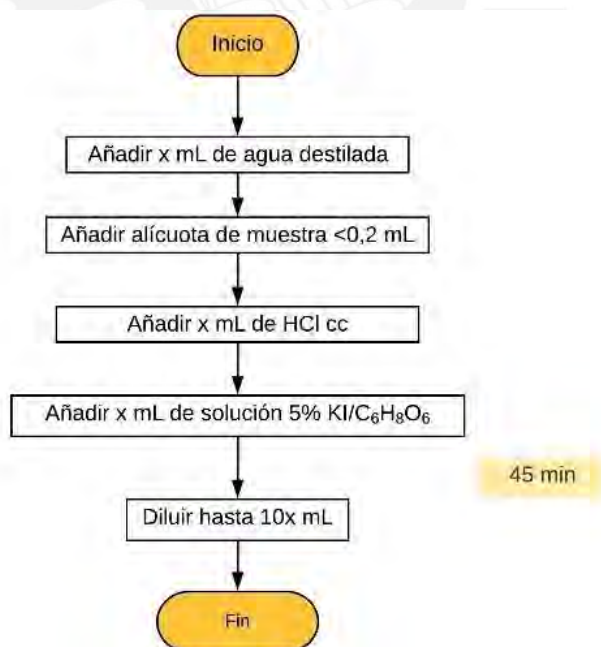 Inicio
Añadir x mL de agua destilada
Añadir alícuota de muestra <0,2 mL
Añadir x mL de HCl cc
Añadir x mL de solución 5% KI/C₆H₈O₆
45 min
Diluir hasta 10x mL
Fin